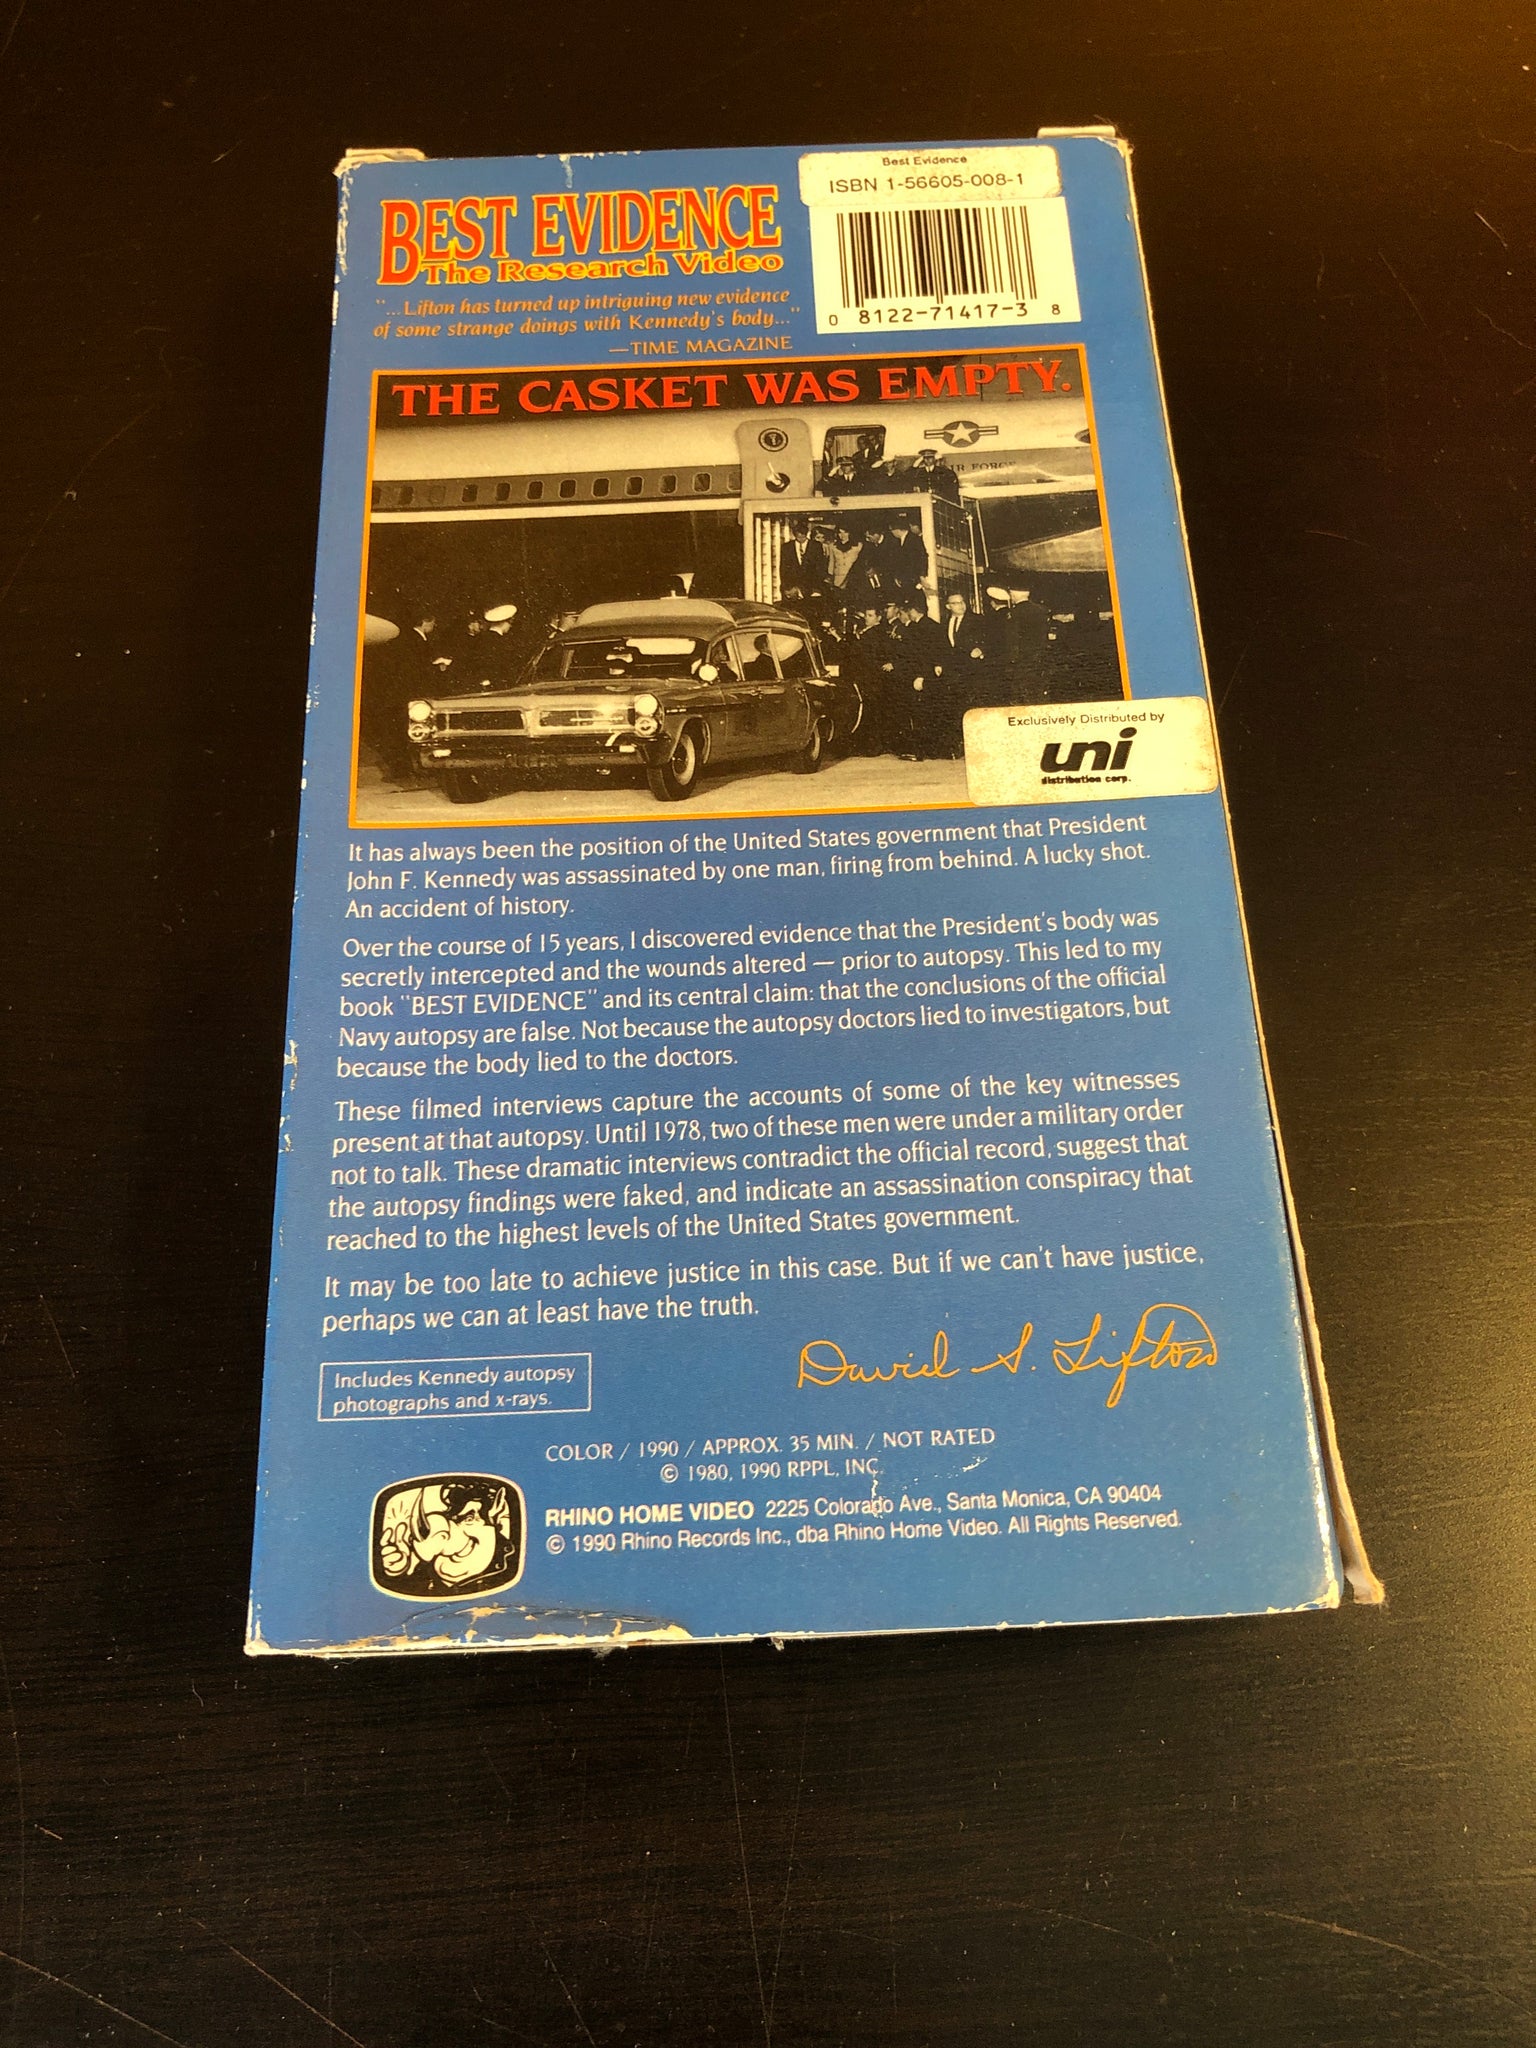 Best Evidence
ISBN 1-56605-008-1
BEST EVIDENCE
The Research Video
"...Lifton has turned up intriguing new evidence
of some strange doings with Kennedy's body..."
—TIME MAGAZINE
0 8122-71417-3 8
THE CASKET WAS EMPTY.
AIR FORCE
Exclusively Distributed by
uni
distribution corp.
It has always been the position of the United States government that President
John F. Kennedy was assassinated by one man, firing from behind. A lucky shot.
An accident of history.
Over the course of 15 years, I discovered evidence that the President's body was
secretly intercepted and the wounds altered — prior to autopsy. This led to my
book "BEST EVIDENCE" and its central claim: that the conclusions of the official
Navy autopsy are false. Not because the autopsy doctors lied to investigators, but
because the body lied to the doctors.
These filmed interviews capture the accounts of some of the key witnesses
present at that autopsy. Until 1978, two of these men were under a military order
not to talk. These dramatic interviews contradict the official record, suggest that
the autopsy findings were faked, and indicate an assassination conspiracy that
reached to the highest levels of the United States government.
It may be too late to achieve justice in this case. But if we can't have justice,
perhaps we can at least have the truth.
David S. Lifton
Includes Kennedy autopsy
photographs and x-rays.
COLOR / 1990 / APPROX. 35 MIN. / NOT RATED
© 1980, 1990 RPPL, INC.
RHINO HOME VIDEO 2225 Colorado Ave., Santa Monica, CA 90404
© 1990 Rhino Records Inc., dba Rhino Home Video. All Rights Reserved.